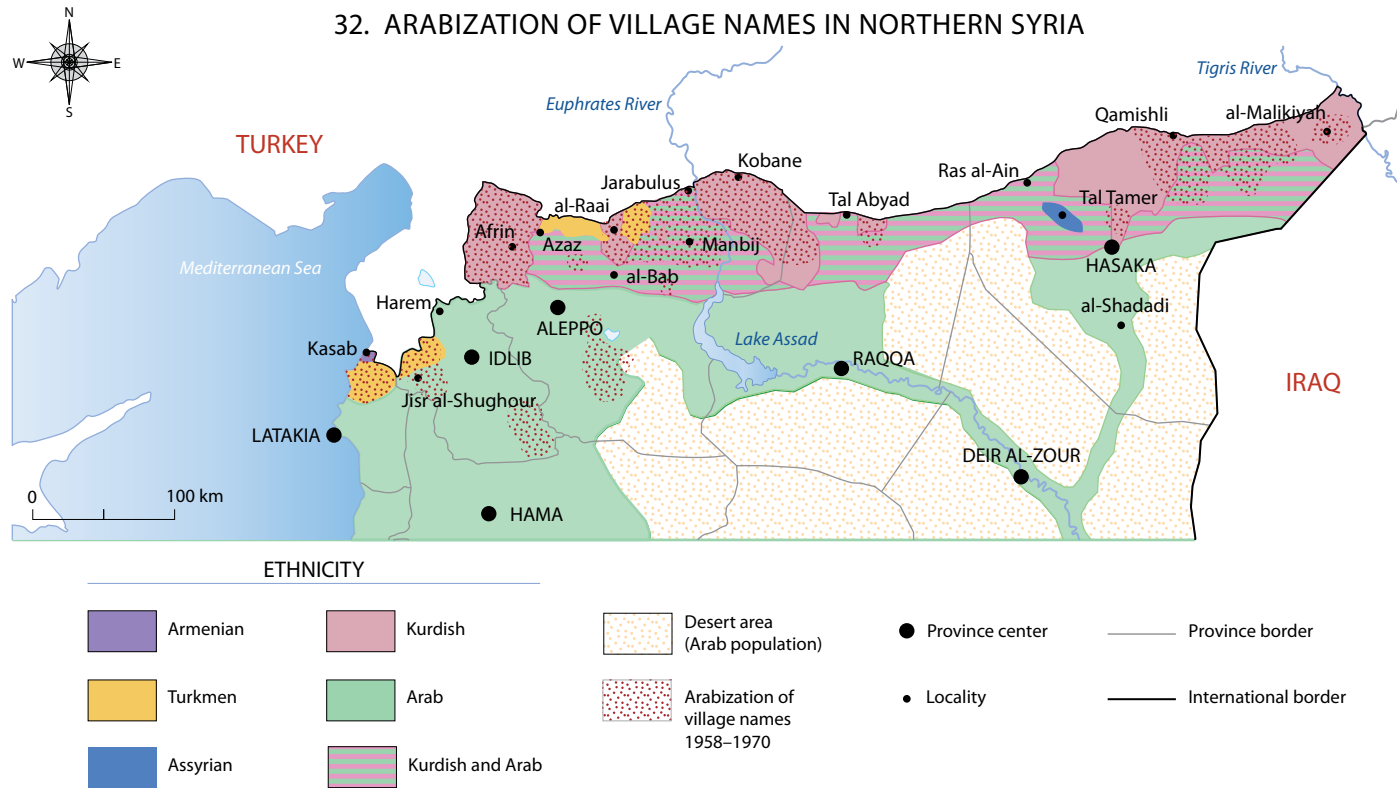 32. ARABIZATION OF VILLAGE NAMES IN NORTHERN SYRIA
N
W
E
S
Tigris River
Euphrates River
TURKEY
Qamishli
al-Malikiyah
Kobane
Ras al-Ain
Jarabulus
Tal Abyad
Tal Tamer
al-Raai
Afrin
Azaz
Manbij
Mediterranean Sea
al-Bab
HASAKA
Harem
al-Shadadi
ALEPPO
Lake Assad
Kasab
IDLIB
RAQQA
IRAQ
Jisr al-Shughour
LATAKIA
DEIR AL-ZOUR
0
100 km
HAMA
ETHNICITY
Armenian
Kurdish
Desert area
(Arab population)
Province center
Province border
Turkmen
Arab
Arabization of
village names
1958–1970
Locality
International border
Assyrian
Kurdish and Arab